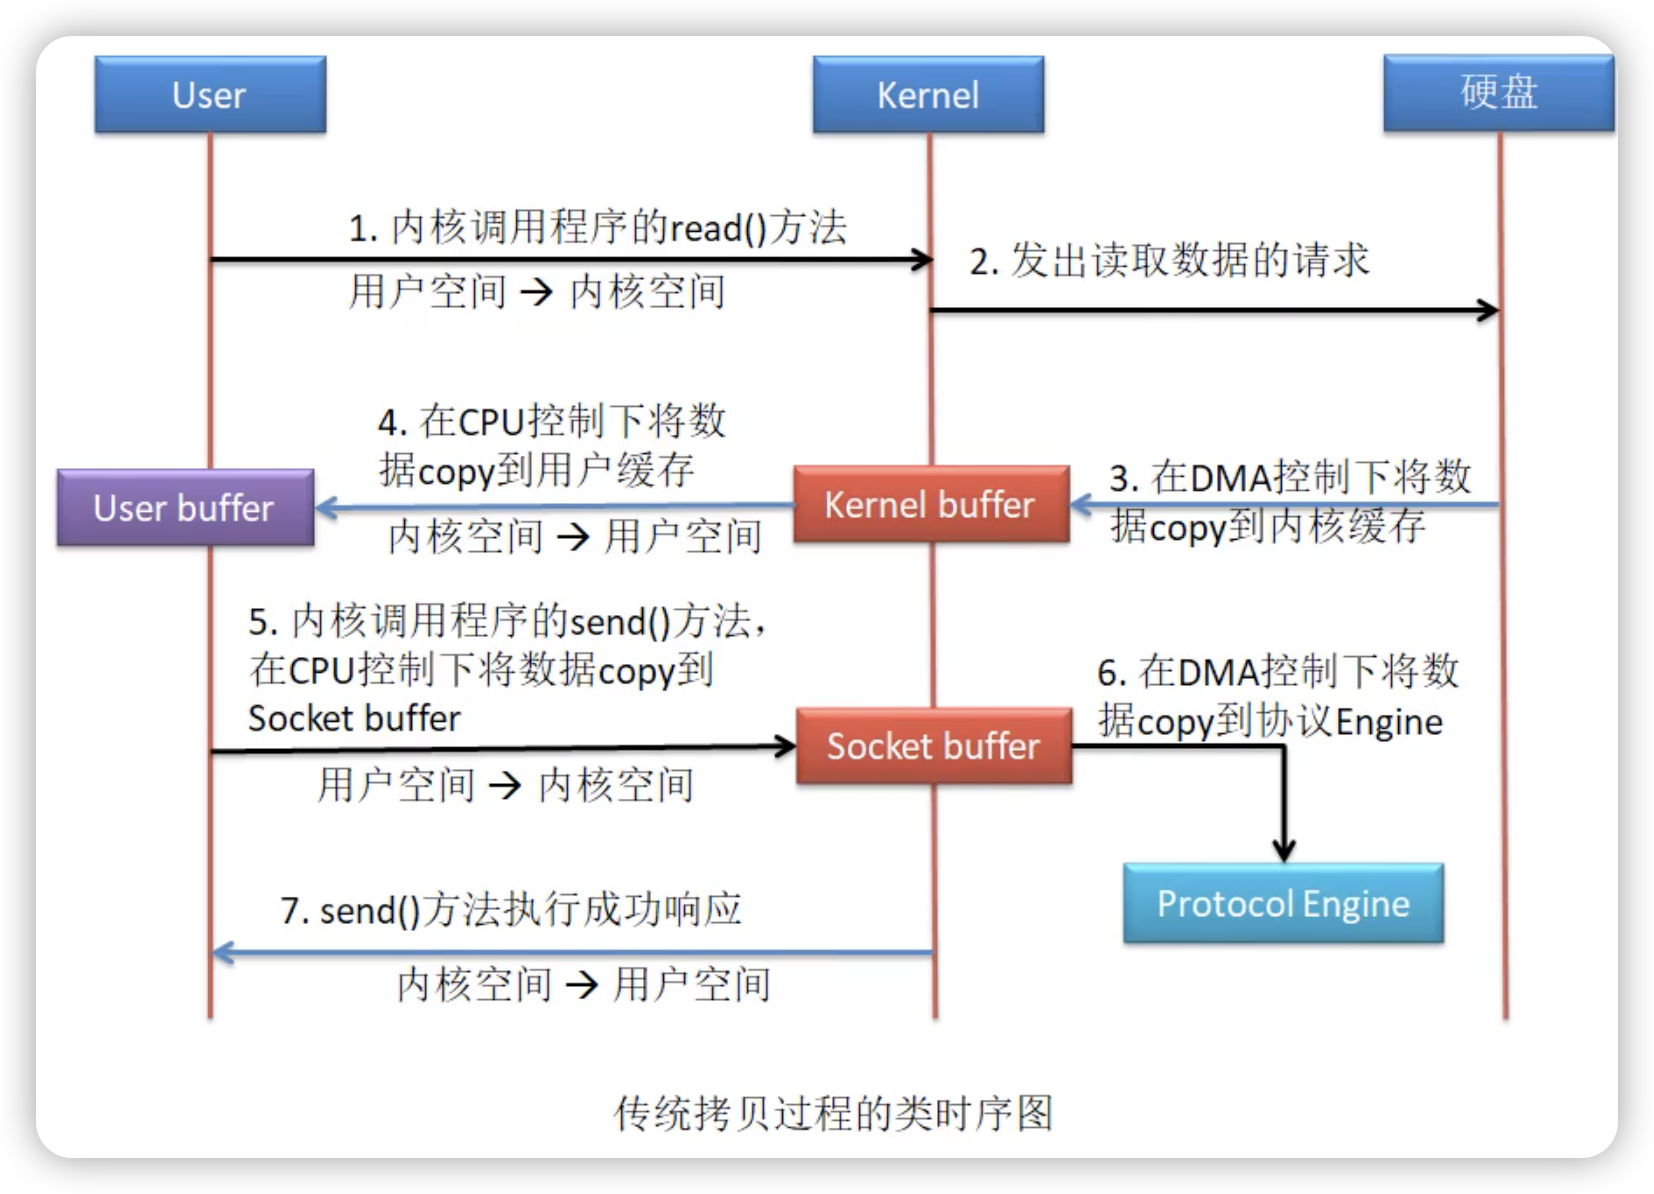 User
Kernel
硬盘
1. 内核调用程序的read()方法
用户空间 → 内核空间
2. 发出读取数据的请求
4. 在CPU控制下将数
据copy到用户缓存
User buffer
内核空间 → 用户空间
Kernel buffer
3. 在DMA控制下将数
据copy到内核缓存
5. 内核调用程序的send()方法，
在CPU控制下将数据copy到
Socket buffer
用户空间 → 内核空间
Socket buffer
6. 在DMA控制下将数
据copy到协议Engine
Protocol Engine
7. send()方法执行成功响应
内核空间 → 用户空间
传统拷贝过程的类时序图